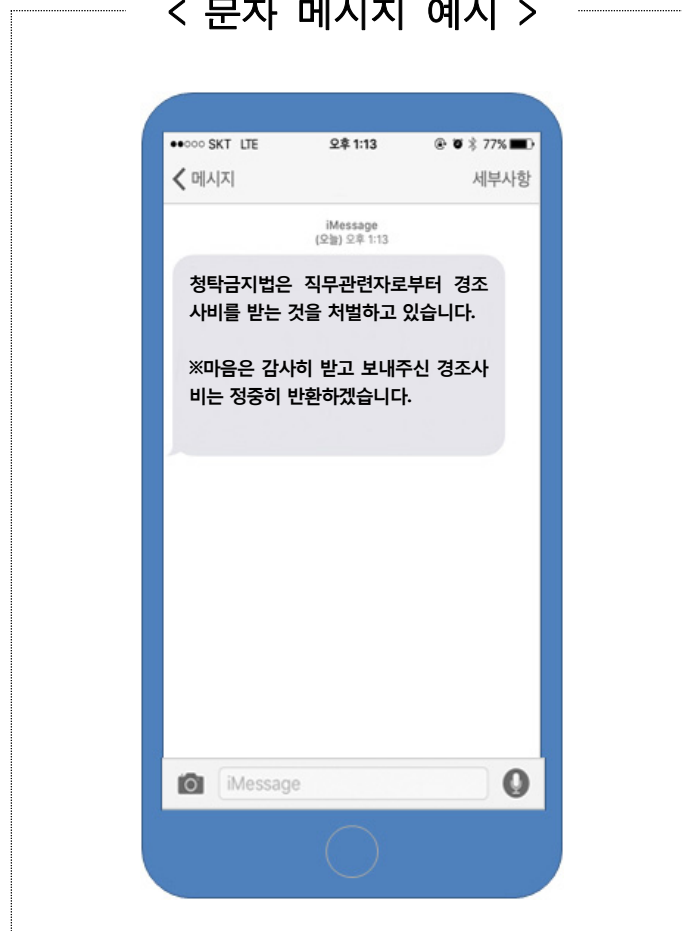 < 문자 메시지 예시 >
●●○○○ SKT LTE 오후 1:13 77%
메시지 세부사항
iMessage
(오늘) 오후 1:13
청탁금지법은 직무관련자로부터 경조
사비를 받는 것을 처벌하고 있습니다.
※마음은 감사히 받고 보내주신 경조사
비는 정중히 반환하겠습니다.
iMessage